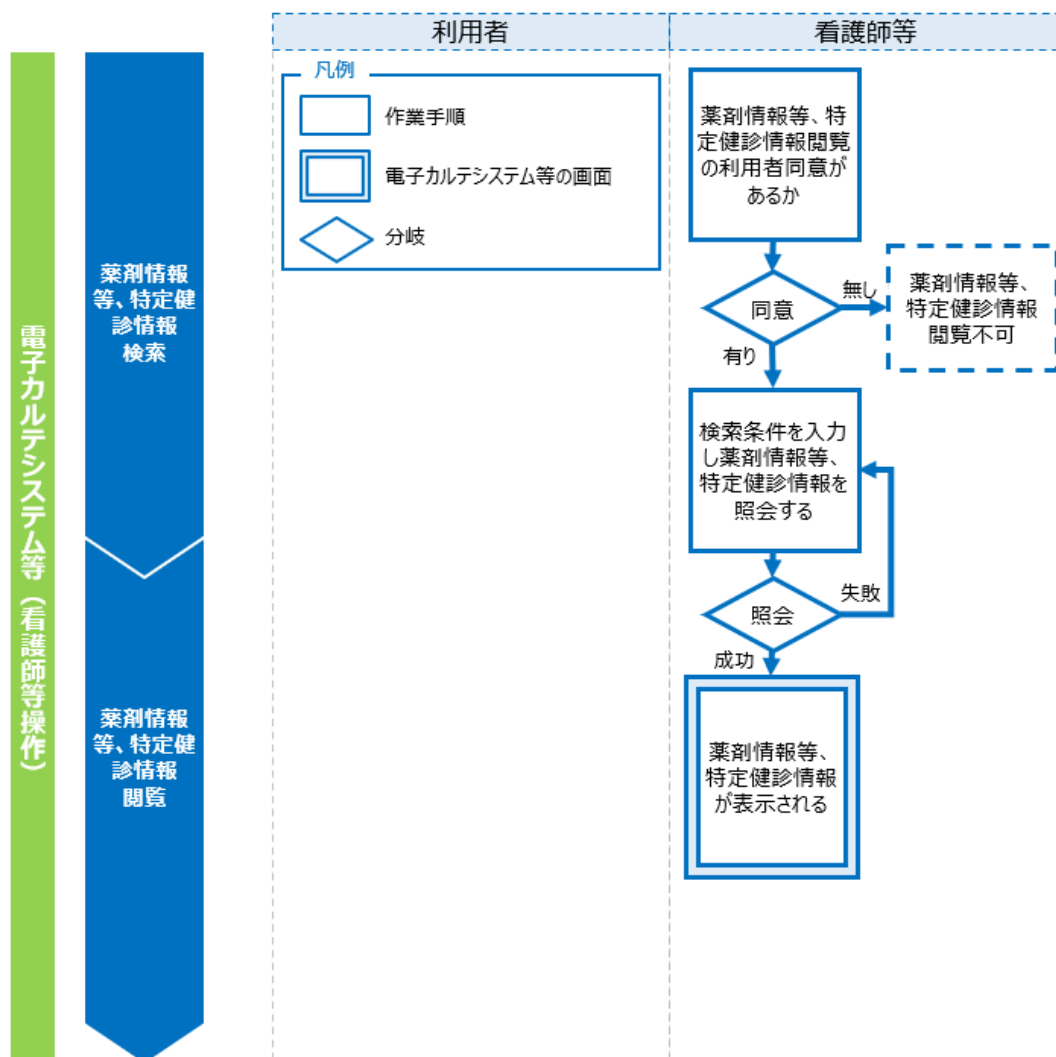 利用者
看護師等
凡例
作業手順
電子カルテシステム等の画面
分岐
電子カルテシステム等（看護師等操作）
薬剤情報
等、特定健
診情報
検索
薬剤情報
等、特定健
診情報
閲覧
薬剤情報等、特
定健診情報閲覧
の利用者同意が
あるか
同意
無し
薬剤情報等、
特定健診情報
閲覧不可
有り
検索条件を入力
し薬剤情報等、
特定健診情報を
照会する
照会
失敗
成功
薬剤情報等、
特定健診情報
が表示される